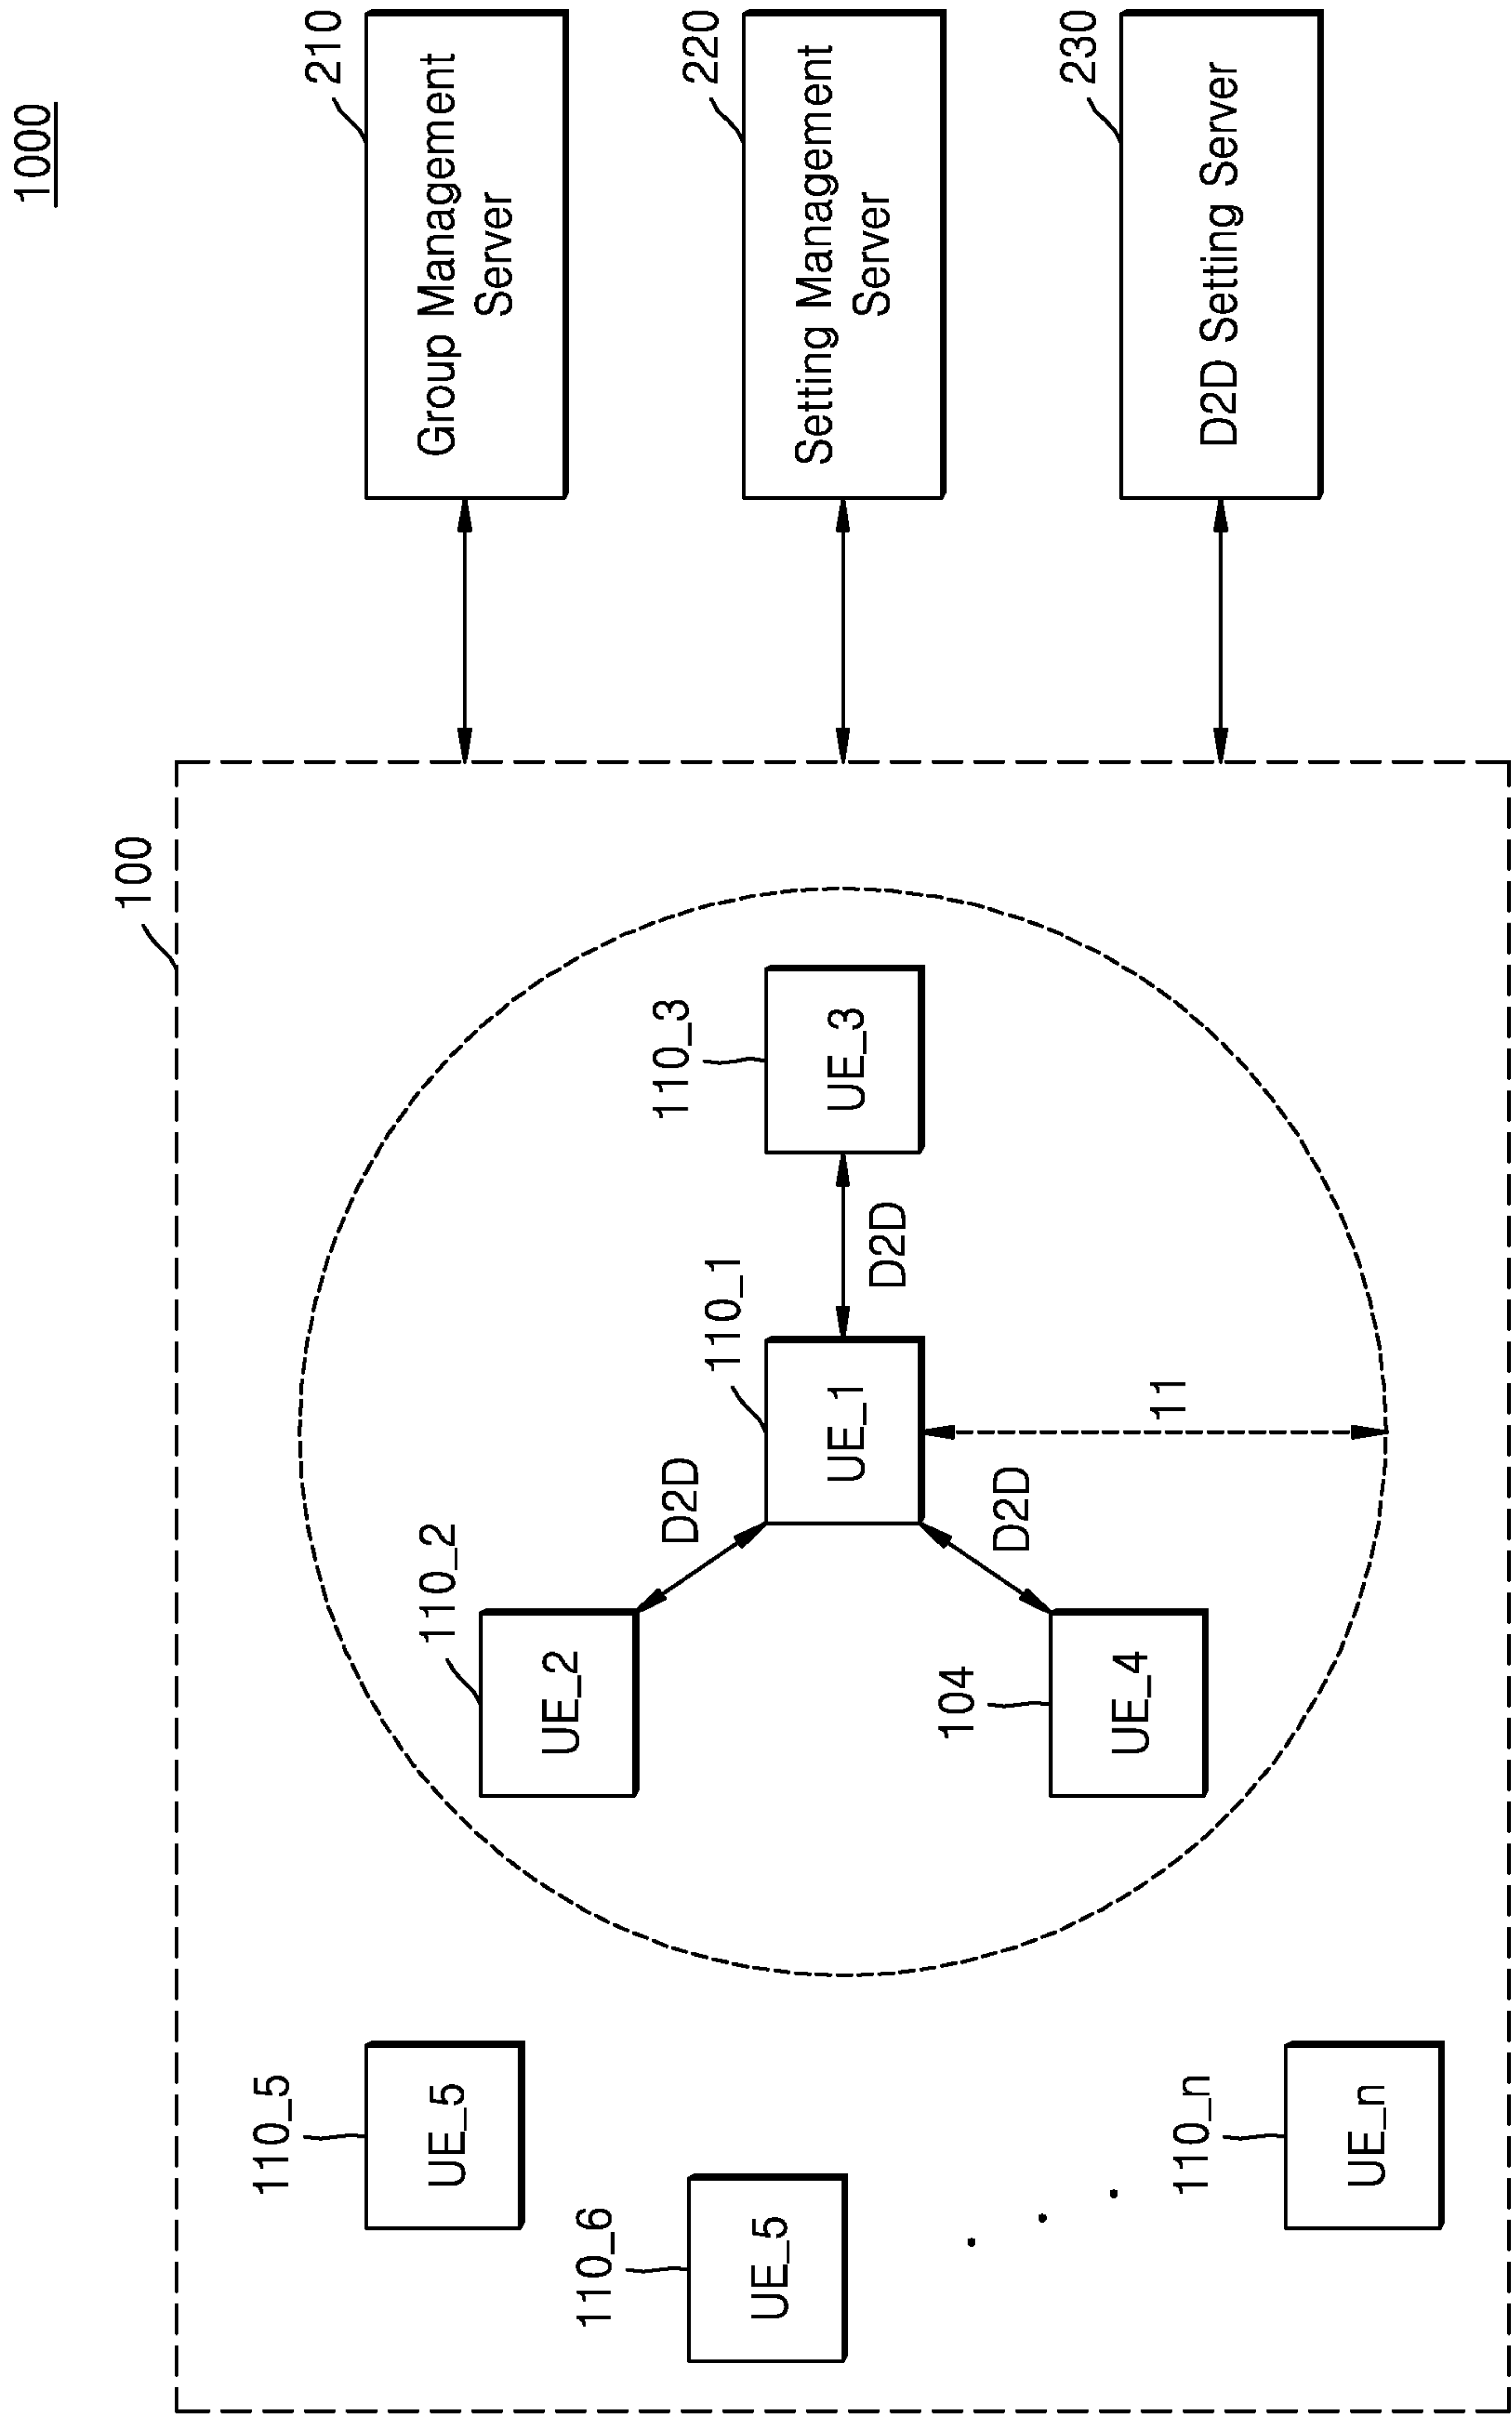 1000
100
110_5
UE_5
110_6
UE_5
110_n
UE_n
110_2
UE_2
D2D
110_1
UE_1
110_3
UE_3
D2D
104
UE_4
D2D
11
210
Group Management
Server
220
Setting Management
Server
230
D2D Setting Server